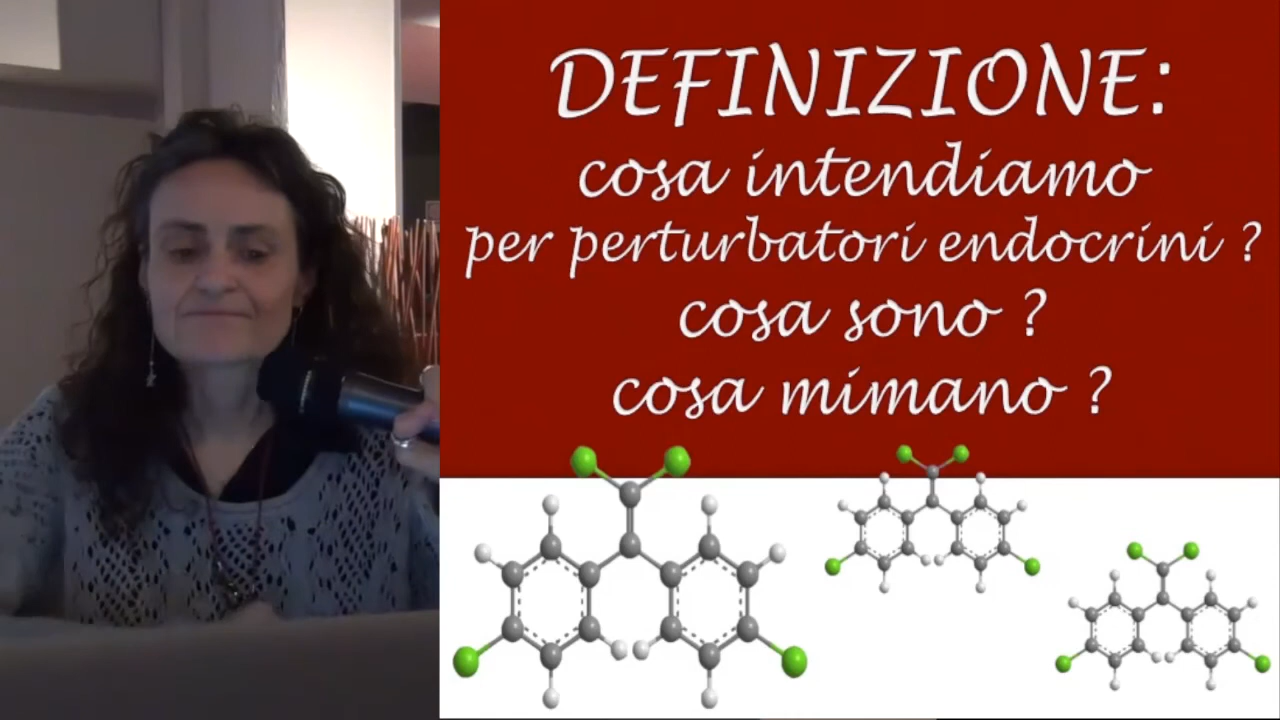 DEFINIZIONE:
cosa intendiamo
per perturbatori endocrini ?
cosa sono ?
cosa mimano ?